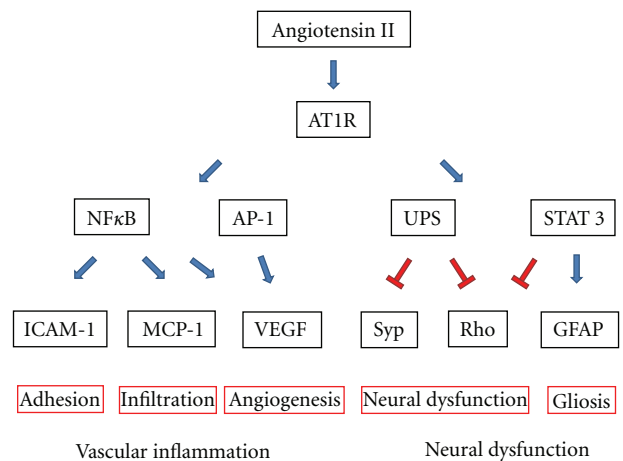 Angiotensin II
AT1R
NFκB
AP-1
UPS
STAT 3
ICAM-1
MCP-1
VEGF
Syp
Rho
GFAP
Adhesion
Infiltration
Angiogenesis
Neural dysfunction
Gliosis
Vascular inflammation
Neural dysfunction